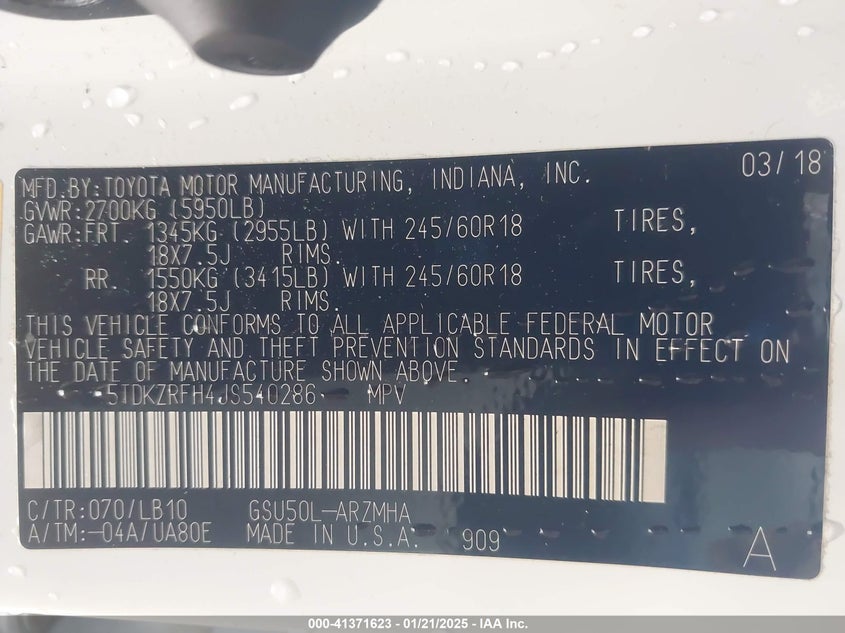 MFD.BY:TOYOTA MOTOR MANUFACTURING, INDIANA, INC. 03/18
GVWR:2700KG (5950LB)
GAWR:FRT. 1345KG (2955LB) WITH 245/60R18 TIRES,
18X7.5J RIMS.
RR. 1550KG (3415LB) WITH 245/60R18 TIRES,
18X7.5J RIMS.
THIS VEHICLE CONFORMS TO ALL APPLICABLE FEDERAL MOTOR
VEHICLE SAFETY AND THEFT PREVENTION STANDARDS IN EFFECT ON
THE DATE OF MANUFACTURE SHOWN ABOVE.
5TDKZRFH4JS540286 MPV
C/TR:070/LB10 GSU50L-ARZMHA
A/TM:-04A/UA80E MADE IN U.S.A. 909 A
000-41371623 — 01/21/2025 — IAA Inc.